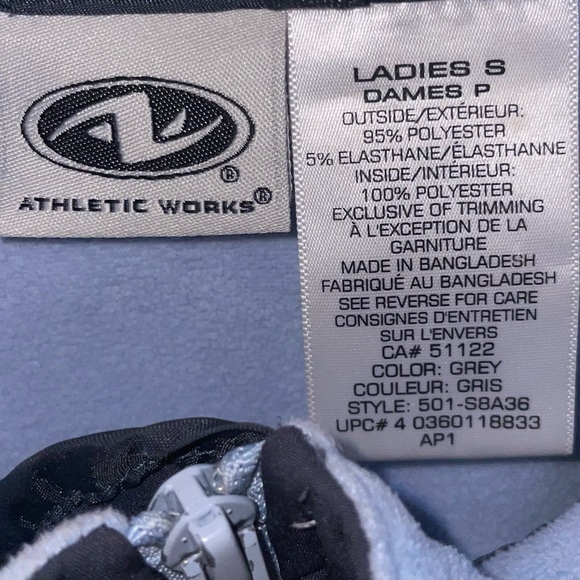 ATHLETIC WORKS®
®
LADIES S
DAMES P
OUTSIDE/EXTÉRIEUR:
95% POLYESTER
5% ELASTHANE/ÉLASTHANNE
INSIDE/INTÉRIEUR:
100% POLYESTER
EXCLUSIVE OF TRIMMING
À L'EXCEPTION DE LA
GARNITURE
MADE IN BANGLADESH
FABRIQUÉ AU BANGLADESH
SEE REVERSE FOR CARE
CONSIGNES D'ENTRETIEN
SUR L'ENVERS
CA# 51122
COLOR: GREY
COULEUR: GRIS
STYLE: 501-S8A36
UPC# 4 0360118833
AP1